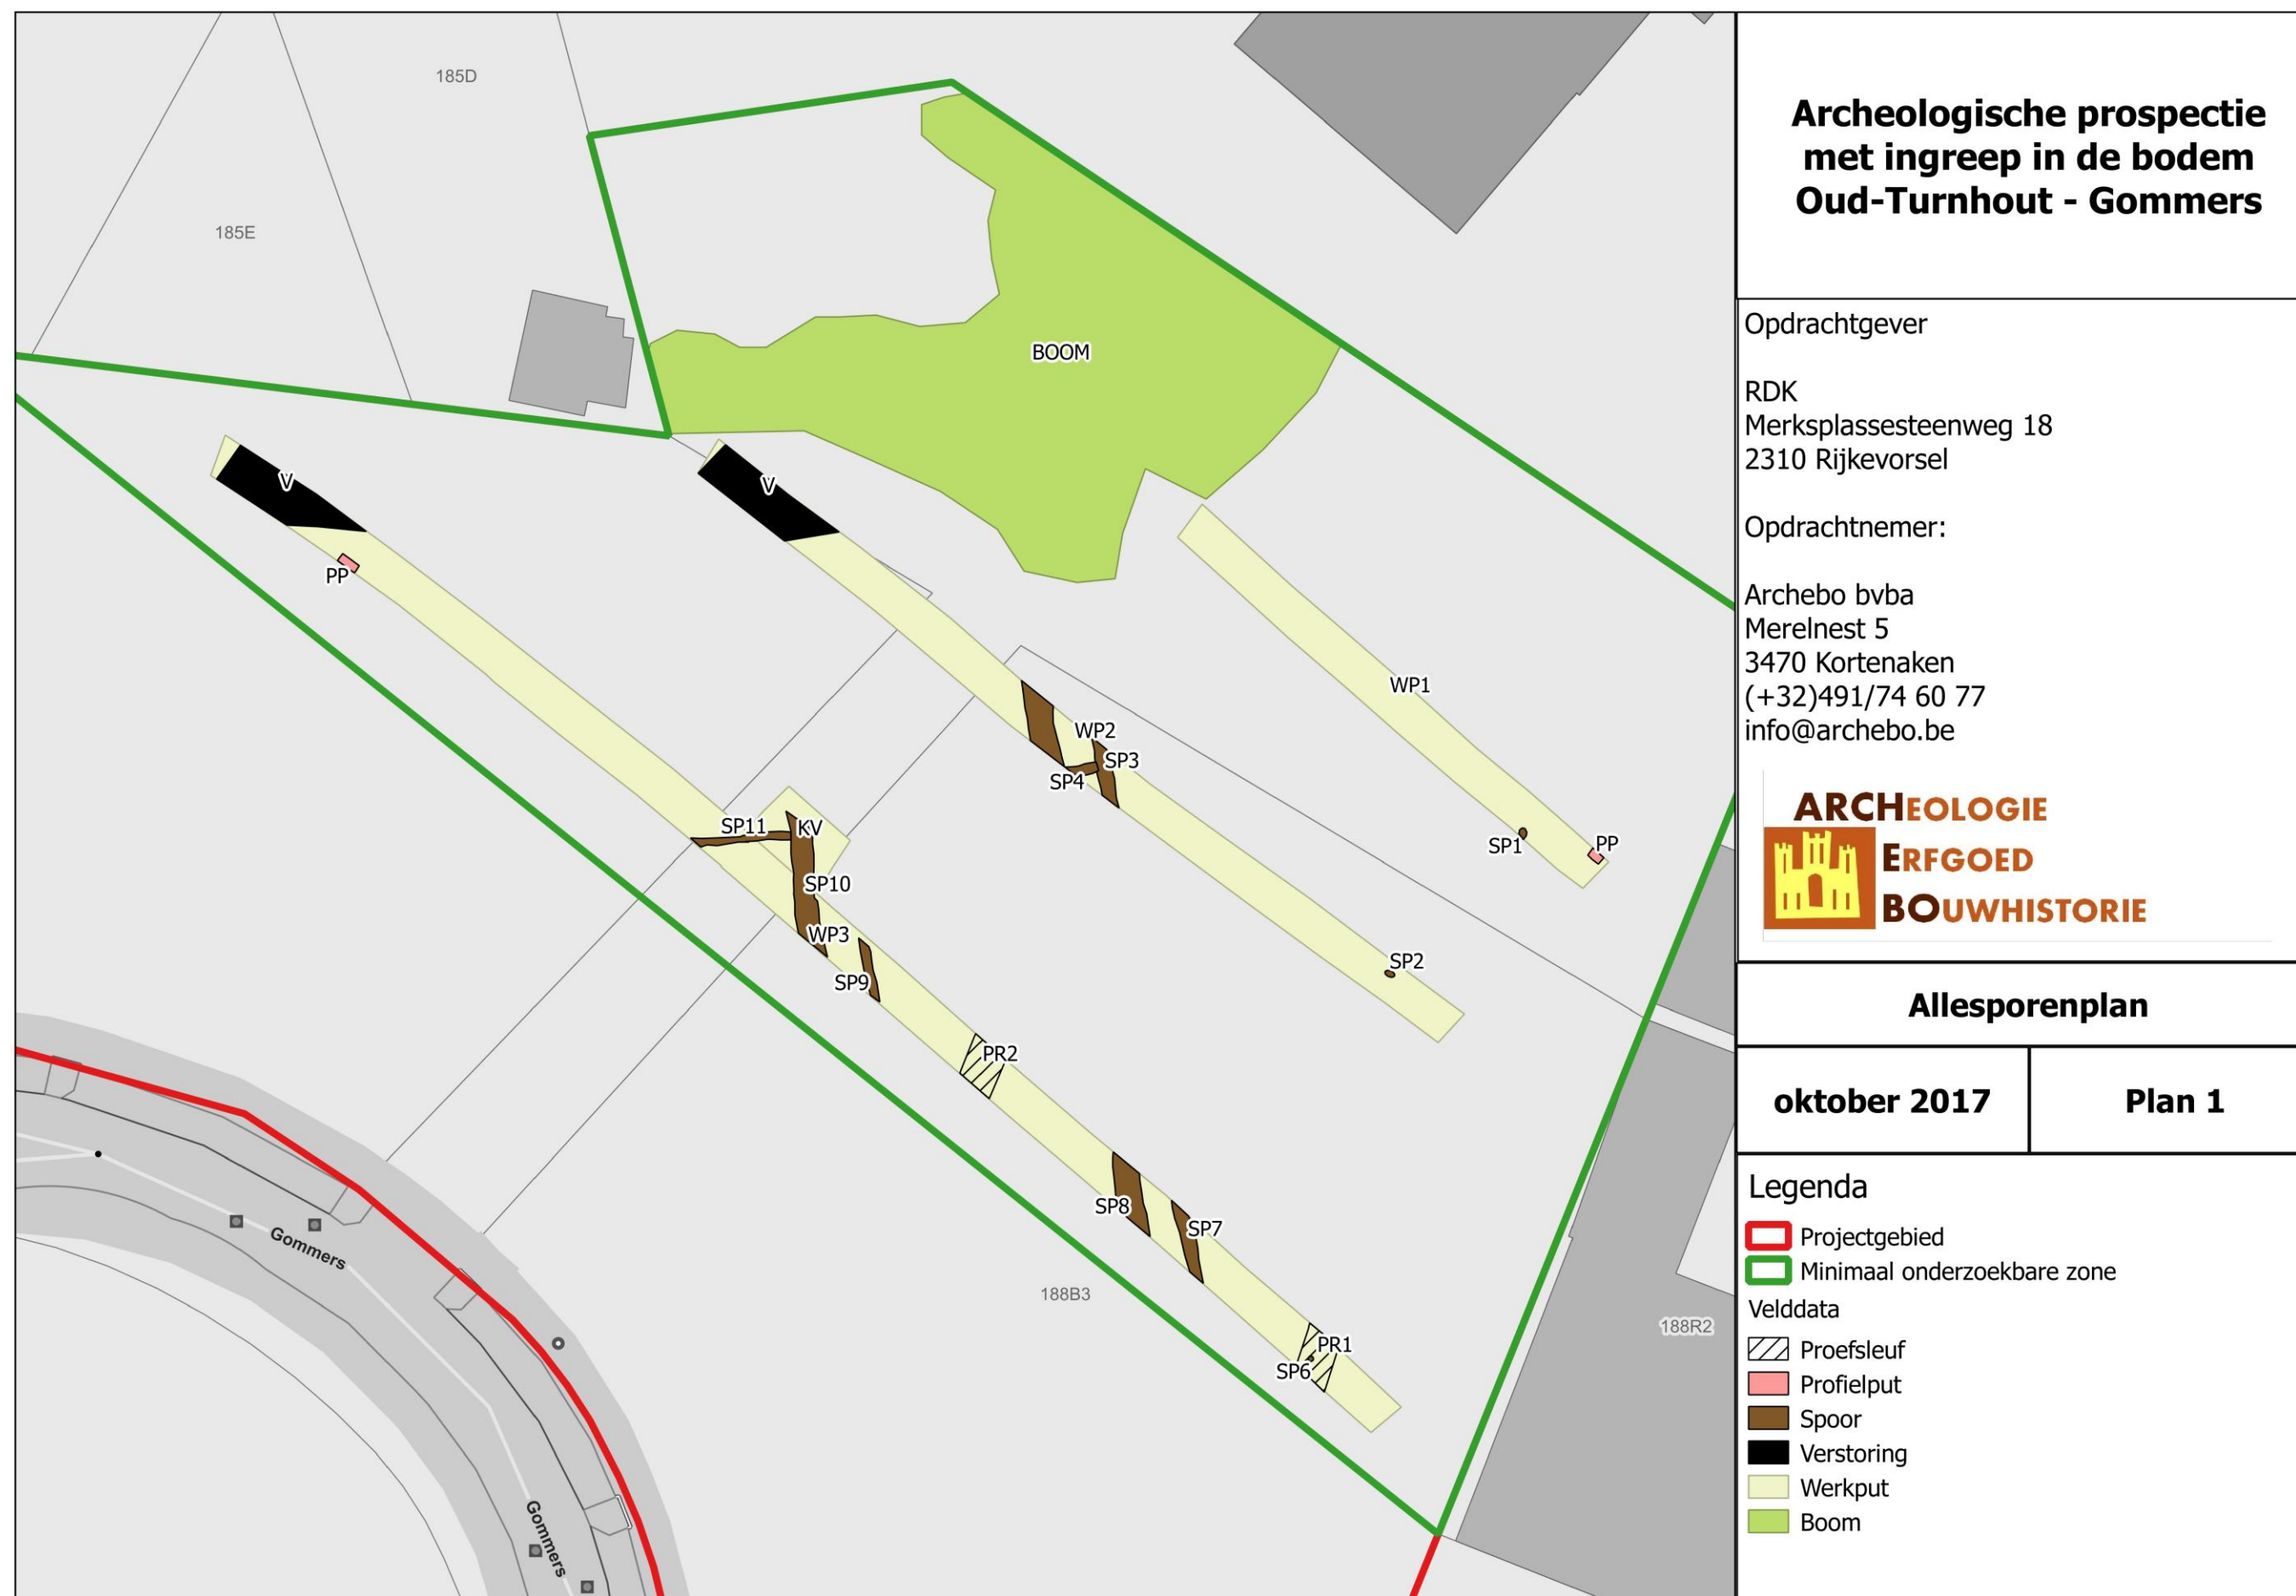 185D
185E
BOOM
V
V
PP
WP1
WP2
SP3
SP4
SP11
KV
SP1
PP
SP10
WP3
SP9
SP2
PR2
SP8
SP7
Gommers
188B3
188R2
PR1
SP6
Gommers
Archeologische prospectie
met ingreep in de bodem
Oud-Turnhout - Gommers
Opdrachtgever
RDK
Merksplassesteenweg 18
2310 Rijkevorsel
Opdrachtnemer:
Archebo bvba
Merelnest 5
3470 Kortenaken
(+32)491/74 60 77
info@archebo.be
ARCHEOLOGIE
ERFGOED
BOUWHISTORIE
Allesporenplan
oktober 2017
Plan 1
Legenda
Projectgebied
Minimaal onderzoekbare zone
Velddata
Proefsleuf
Profielput
Spoor
Verstoring
Werkput
Boom